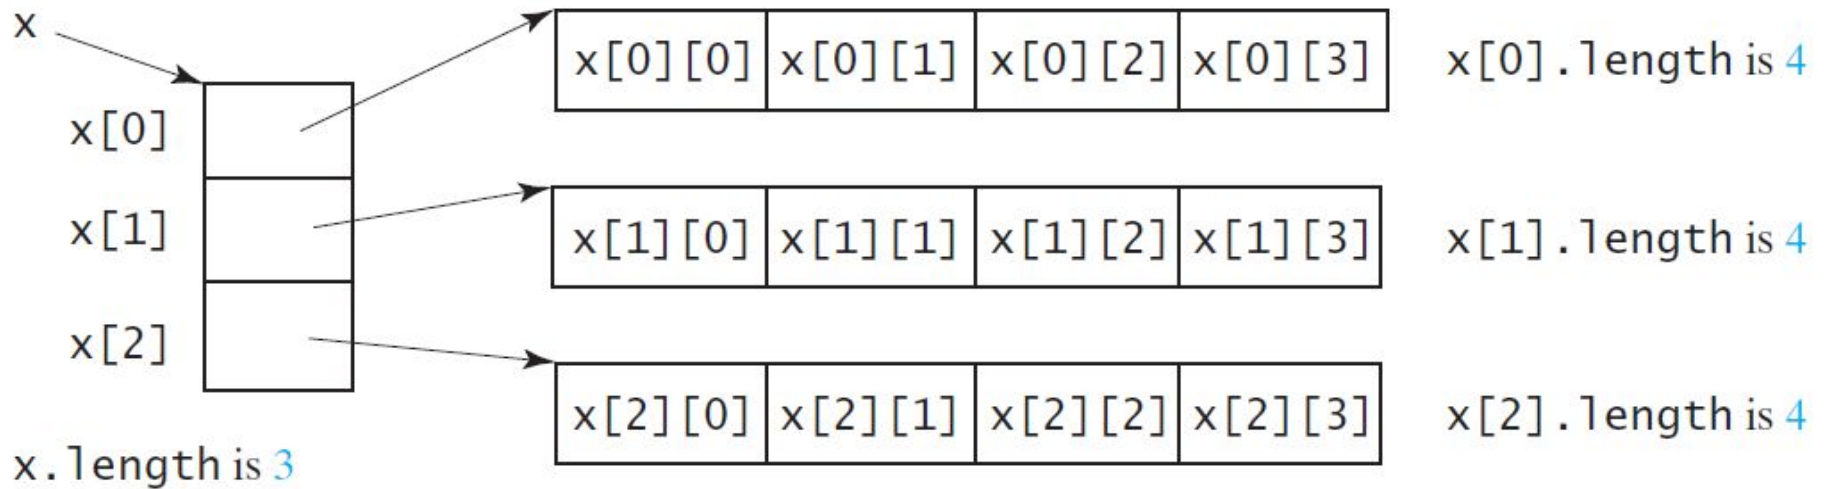 x
x[0][0] x[0][1] x[0][2] x[0][3] x[0].length is 4
x[0]
x[1]
x[1][0] x[1][1] x[1][2] x[1][3] x[1].length is 4
x[2]
x[2][0] x[2][1] x[2][2] x[2][3] x[2].length is 4
x.length is 3